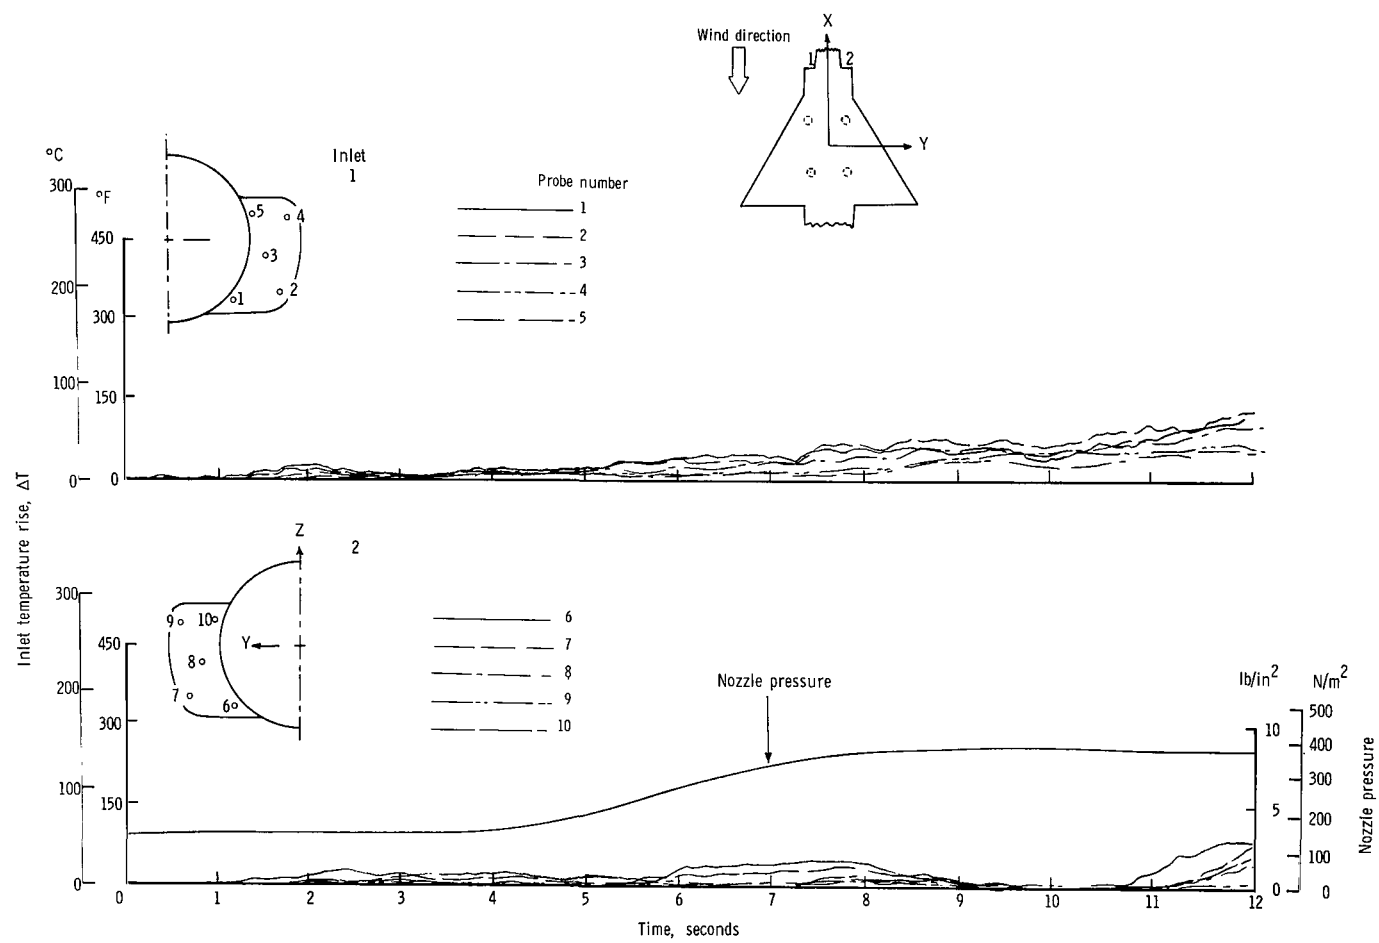 X
Wind direction
1 2
Y
°C
Inlet
1
300
°F
Probe number
1
5
4
450
2
3
3
200
4
2
1
300
5
100
150
0
0
Inlet temperature rise, ΔT
Z
2
300
6
9
10
450
Y
7
8
8
Nozzle pressure
lb/in2
N/m2
200
7
9
6
500
300
10
10
400
100
300
150
5
200
100
0
0
0
Nozzle pressure
0 1 2 3 4 5 6 7 8 9 10 11 12
Time, seconds